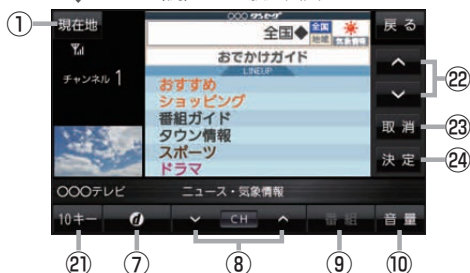 ① 現在地
○○○ ワンセグ
戻る
全国◆ 全国 地域 気象情報
おでかけガイド
チャンネル 1
LINEUP
おすすめ
ショッピング
番組ガイド
タウン情報
スポーツ
ドラマ
㉒
取消 ㉓
決定 ㉔
○○○テレビ ニュース・気象情報
10キー d CH 番組 音量
㉑ ⑦ ⑧ ⑨ ⑩